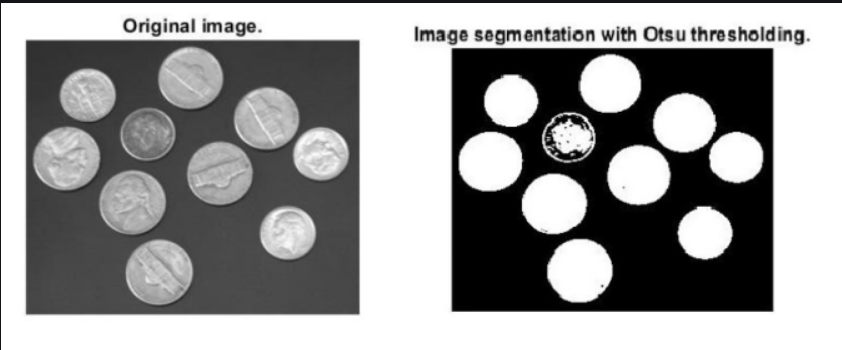 Original image.
Image segmentation with Otsu thresholding.